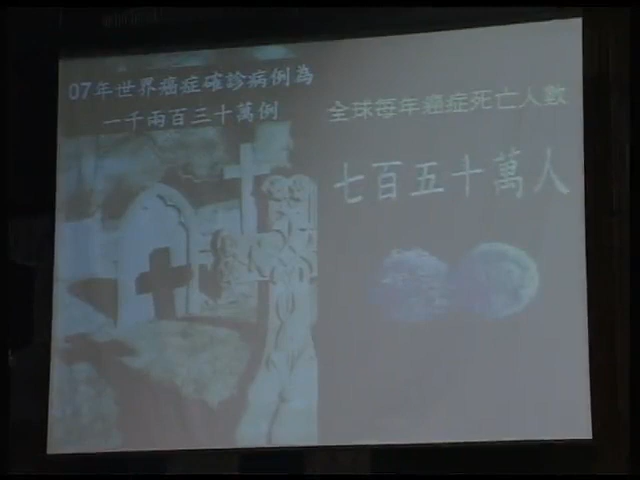 07年世界癌症確診病例為
一千兩百三十萬例
全球每年癌症死亡人數
七百五十萬人